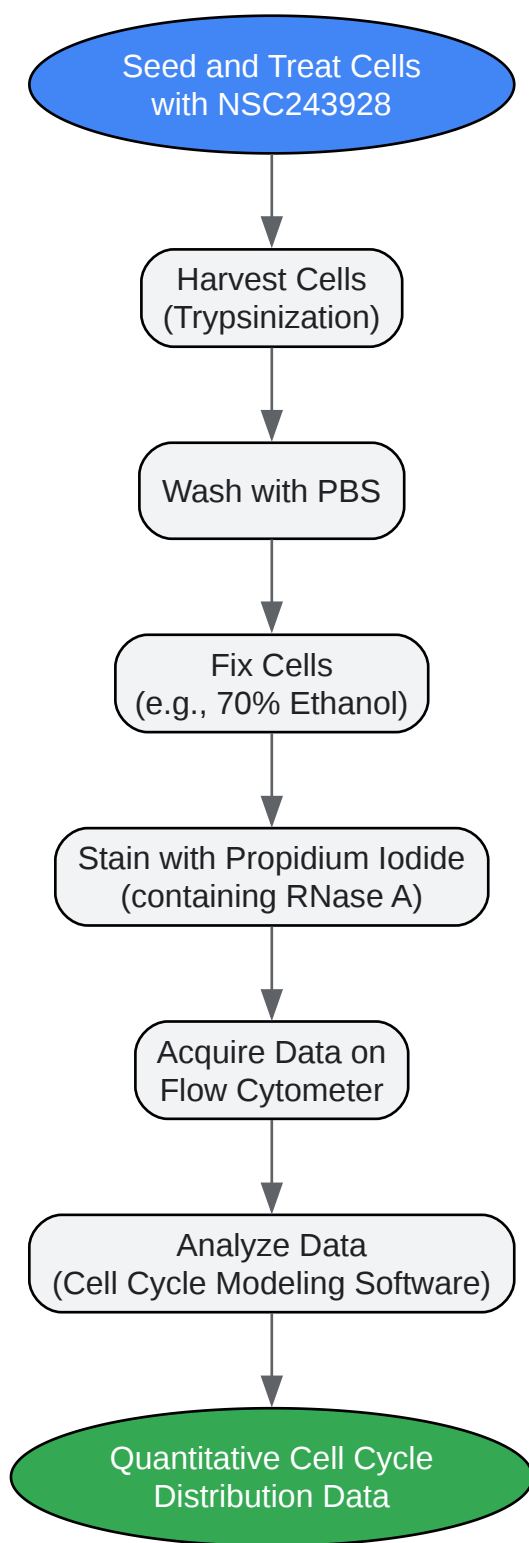 Seed and Treat Cells
with NSC243928
Harvest Cells
(Trypsinization)
Wash with PBS
Fix Cells
(e.g., 70% Ethanol)
Stain with Propidium Iodide
(containing RNase A)
Acquire Data on
Flow Cytometer
Analyze Data
(Cell Cycle Modeling Software)
Quantitative Cell Cycle
Distribution Data